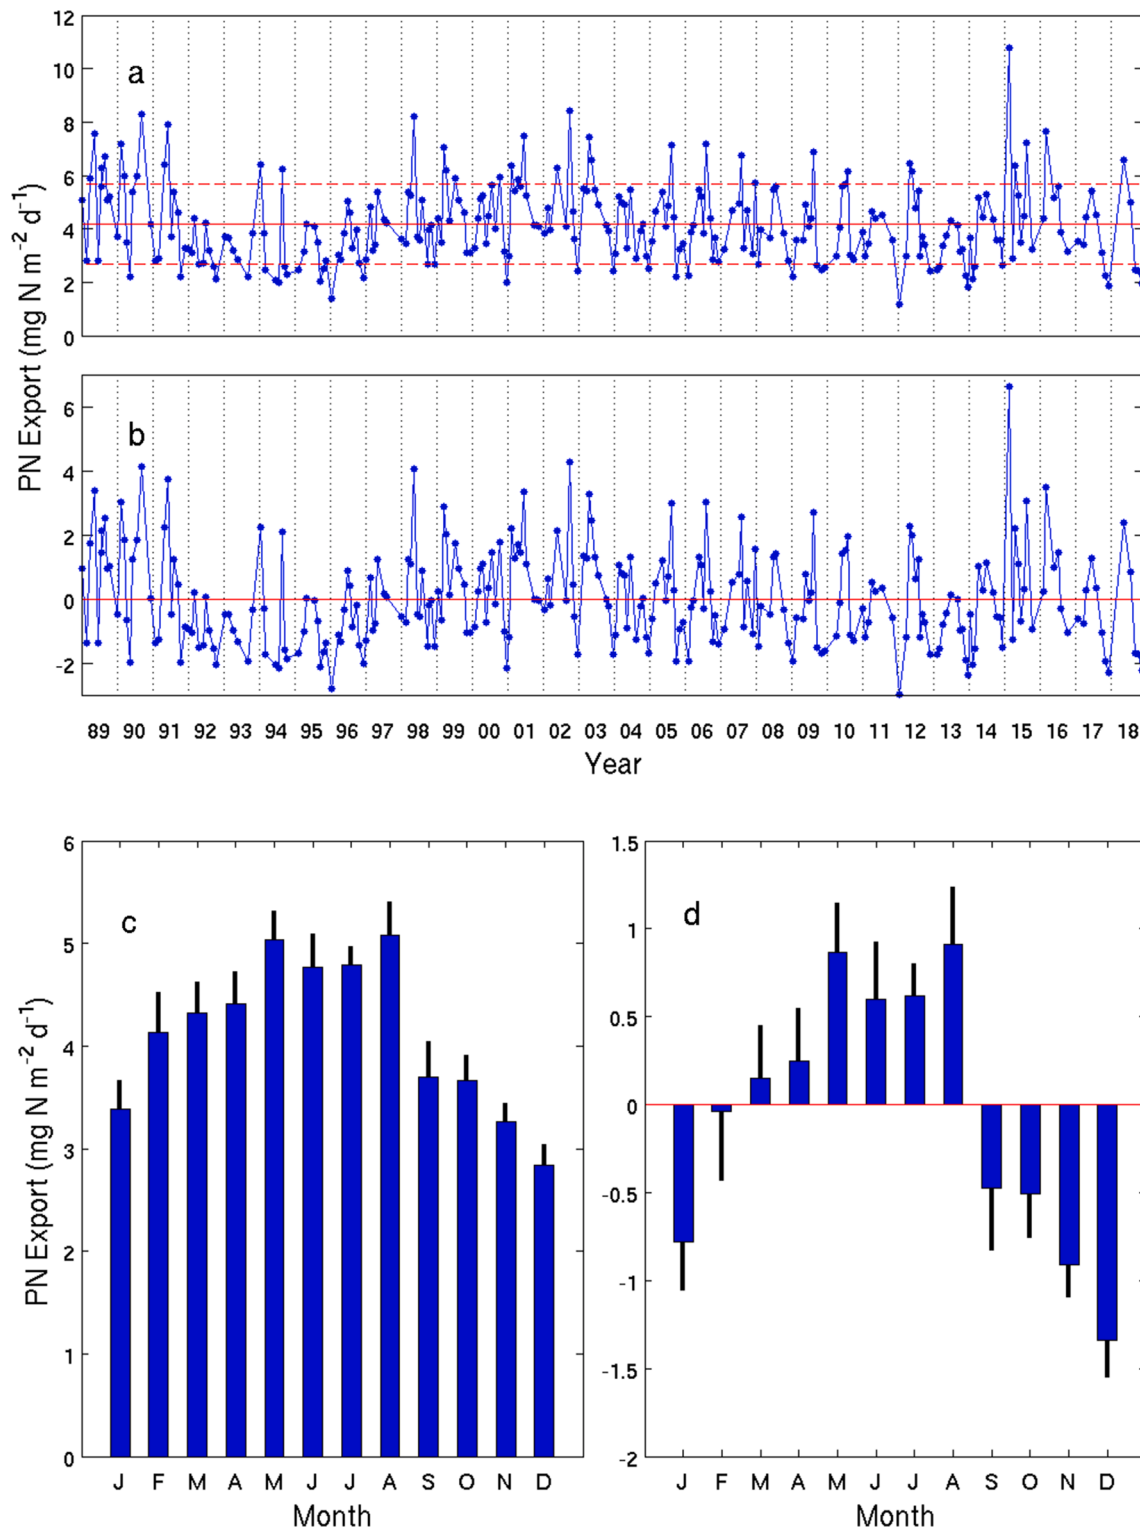 12
10
8
6
4
2
0
a
PN Export (mg N m⁻² d⁻¹)
6
4
2
0
-2
b
89 90 91 92 93 94 95 96 97 98 99 00 01 02 03 04 05 06 07 08 09 10 11 12 13 14 15 16 17 18
Year
6
5
4
3
2
1
0
c
PN Export (mg N m⁻² d⁻¹)
J F M A M J J A S O N D
Month
1.5
1
0.5
0
-0.5
-1
-1.5
-2
d
J F M A M J J A S O N D
Month